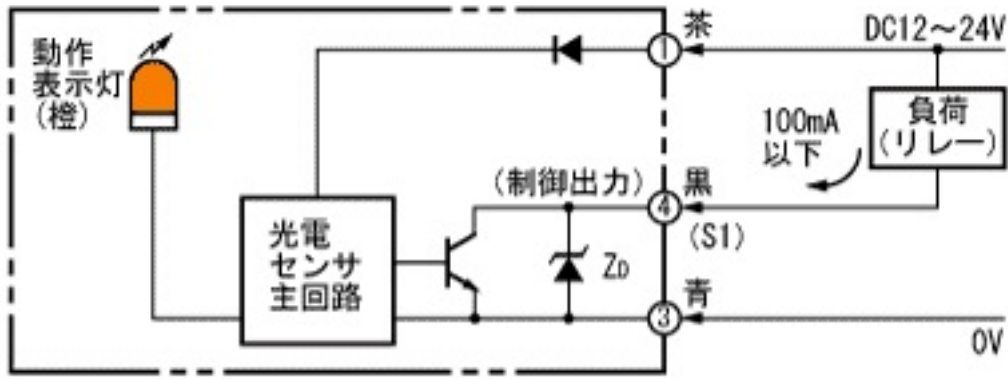 動作
表示灯
(橙)
① 茶
DC12～24V
負荷
(リレー)
100mA
以下
(制御出力)
④ 黒
(S1)
光電
センサ
主回路
ZD
③ 青
0V